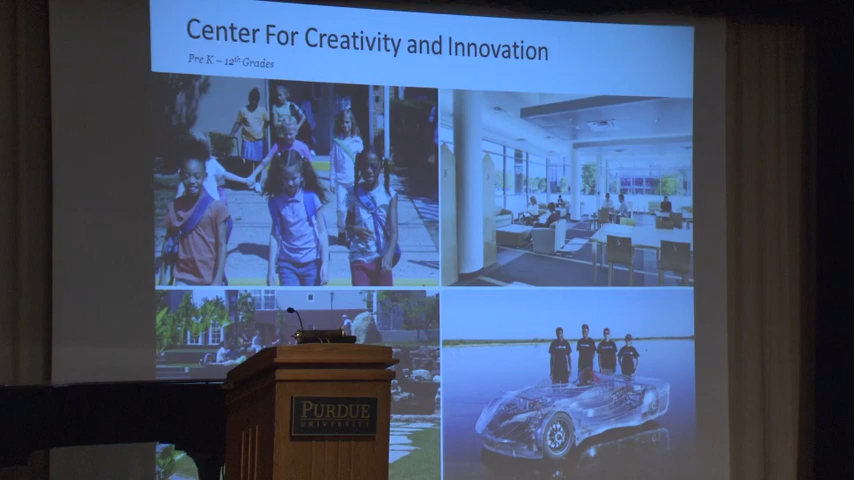 Center For Creativity and Innovation
Pre K – 12th Grades
PURDUE
UNIVERSITY